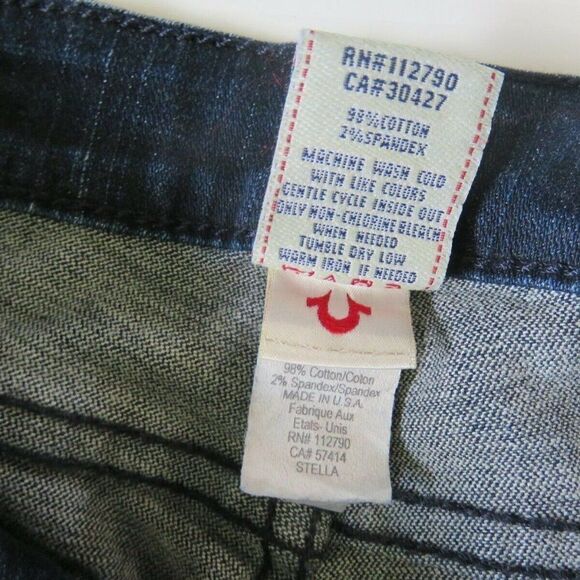 RN#112790
CA#30427
98%COTTON
2%SPANDEX
MACHINE WASH COLD
WITH LIKE COLORS
GENTLE CYCLE INSIDE OUT
ONLY NON-CHLORINE BLEACH
WHEN NEEDED
TUMBLE DRY LOW
WARM IRON IF NEEDED
98% Cotton/Coton
2% Spandex/Spandex
MADE IN U.S.A.
Fabrique Aux
Etats- Unis
RN# 112790
CA# 57414
STELLA